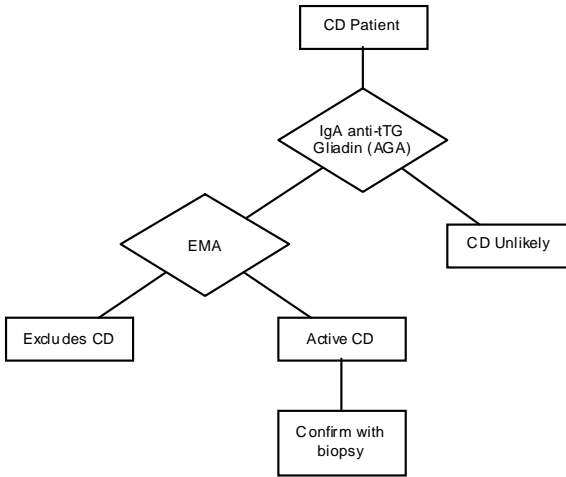 CD Patient
IgA anti-tTG
Gliadin (AGA)
EMA
CD Unlikely
Excludes CD
Active CD
Confirm with
biopsy